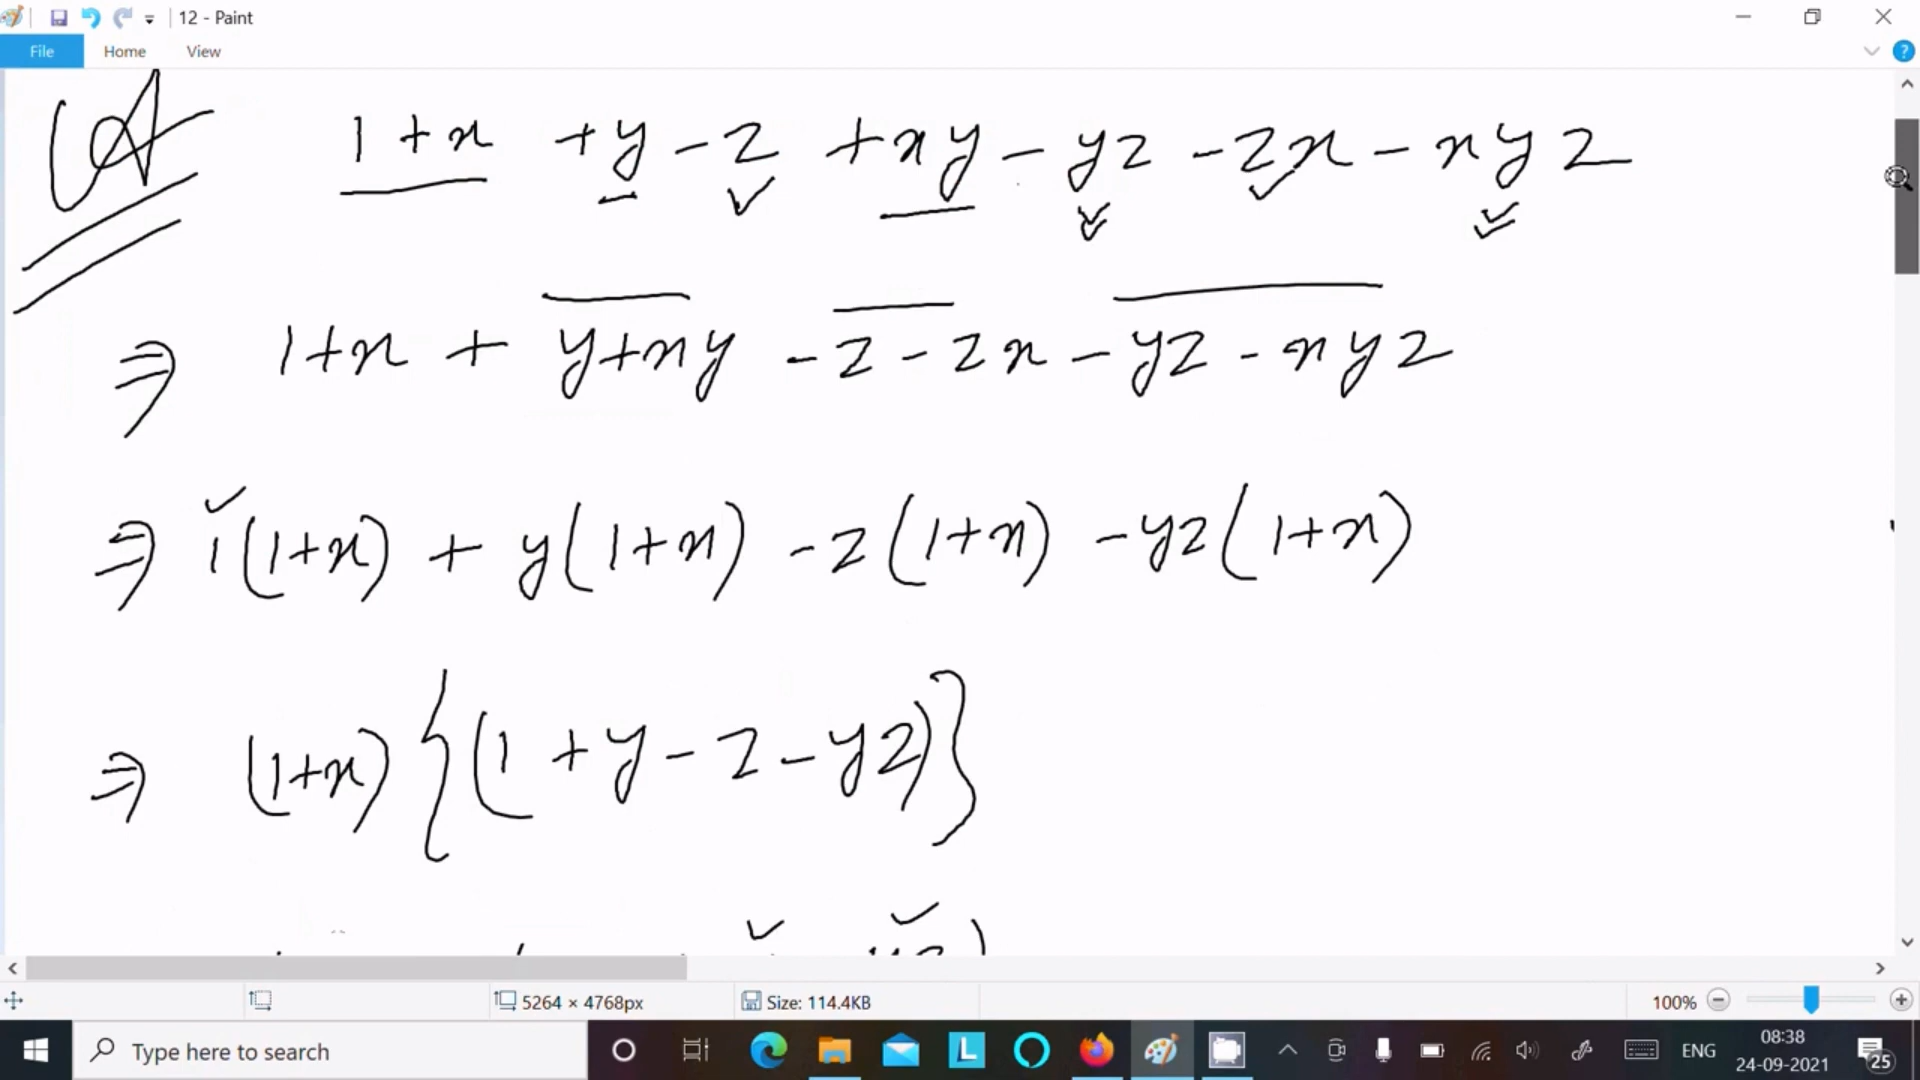 12 - Paint
File Home View
(A) 1 + x + y - z + xy - yz - zx - xyz
⇒ 1+x + y+xy - z - zx - yz - xyz
⇒ 1(1+x) + y(1+x) - z(1+x) - yz(1+x)
⇒ (1+x){(1+y-z-yz)}
5264 × 4768px Size: 114.4KB 100%
Type here to search L ENG 08:38
24-09-2021 25